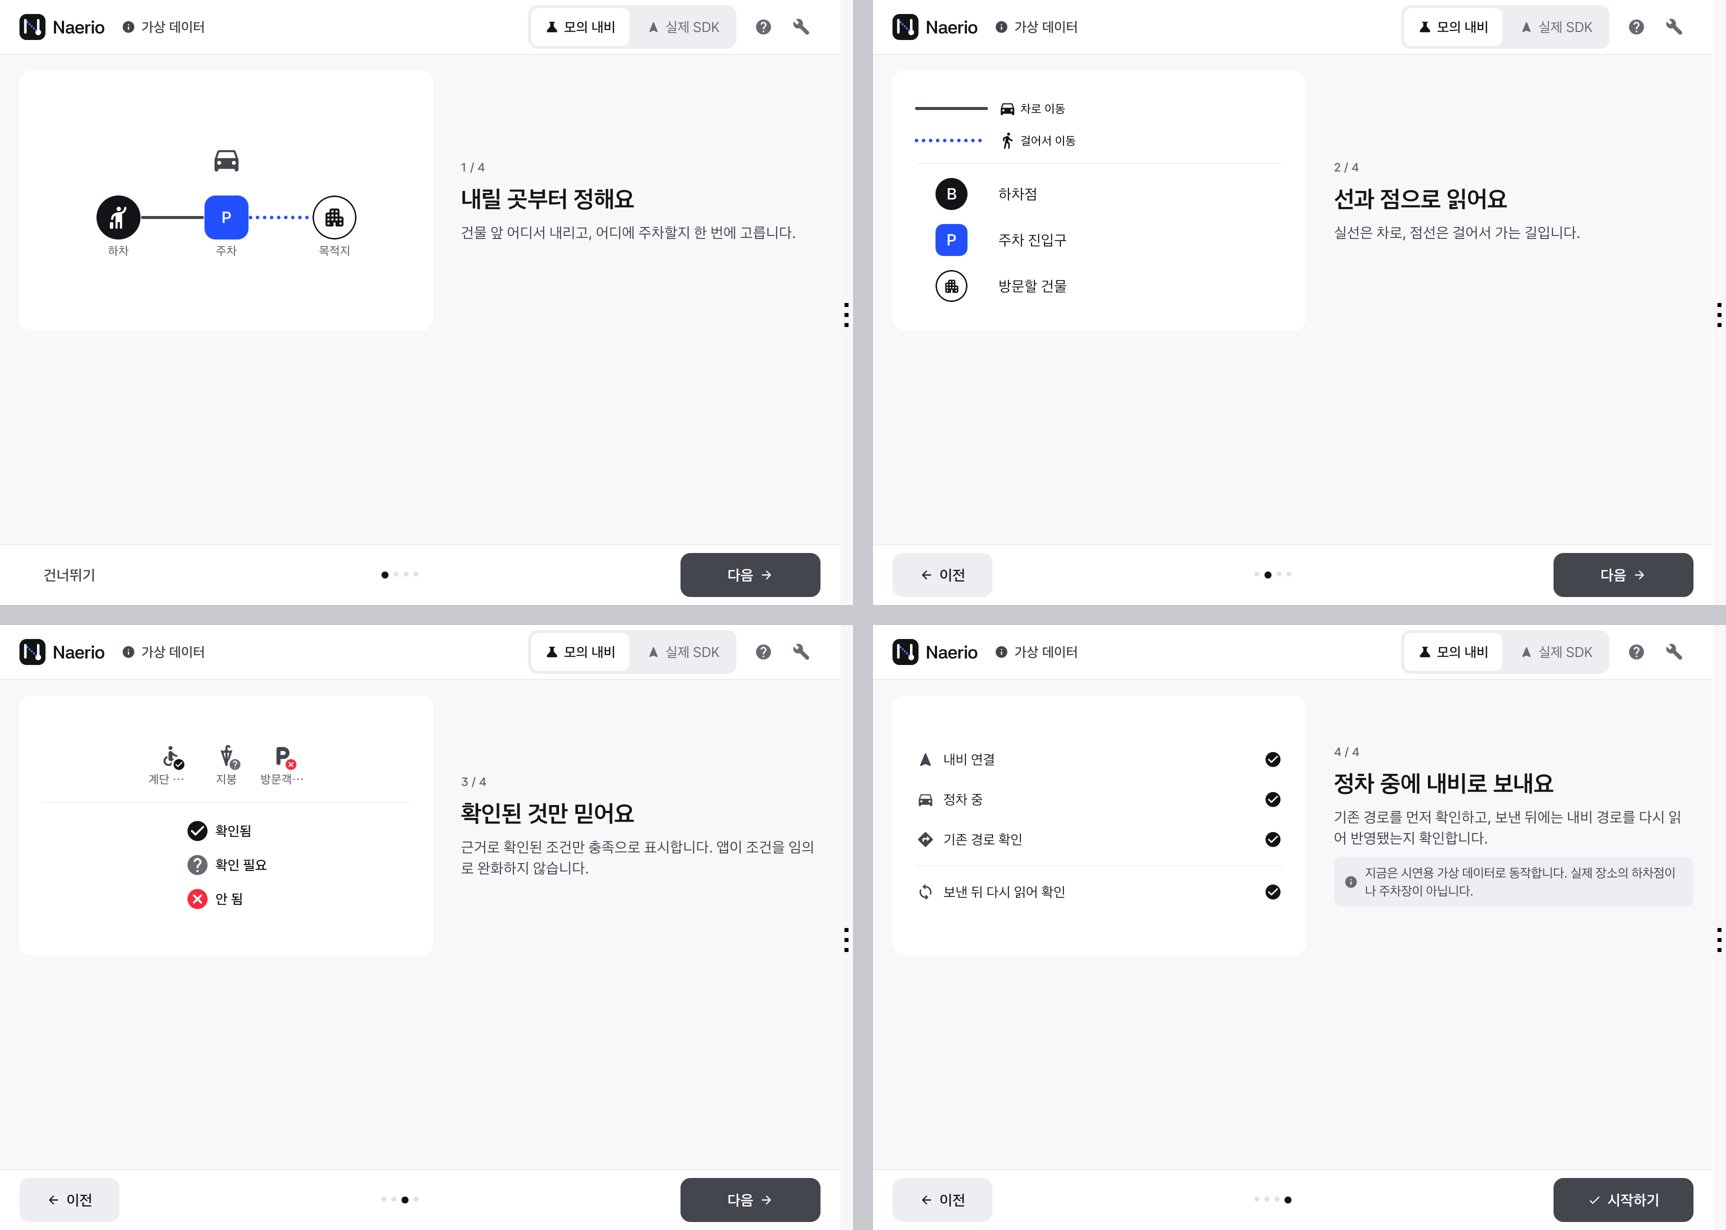 Naerio
가상 데이터
모의 내비
실제 SDK
하차
P
주차
목적지
1 / 4
내릴 곳부터 정해요
건물 앞 어디서 내리고, 어디에 주차할지 한 번에 고릅니다.
건너뛰기
다음
Naerio
가상 데이터
모의 내비
실제 SDK
차로 이동
걸어서 이동
B
하차점
P
주차 진입구
방문할 건물
2 / 4
선과 점으로 읽어요
실선은 차로, 점선은 걸어서 가는 길입니다.
이전
다음
Naerio
가상 데이터
모의 내비
실제 SDK
계단 …
지붕
P
방문객…
확인됨
확인 필요
안 됨
3 / 4
확인된 것만 믿어요
근거로 확인된 조건만 충족으로 표시합니다. 앱이 조건을 임의
로 완화하지 않습니다.
이전
다음
Naerio
가상 데이터
모의 내비
실제 SDK
내비 연결
정차 중
기존 경로 확인
보낸 뒤 다시 읽어 확인
4 / 4
정차 중에 내비로 보내요
기존 경로를 먼저 확인하고, 보낸 뒤에는 내비 경로를 다시 읽
어 반영됐는지 확인합니다.
지금은 시연용 가상 데이터로 동작합니다. 실제 장소의 하차점이
나 주차장이 아닙니다.
이전
시작하기